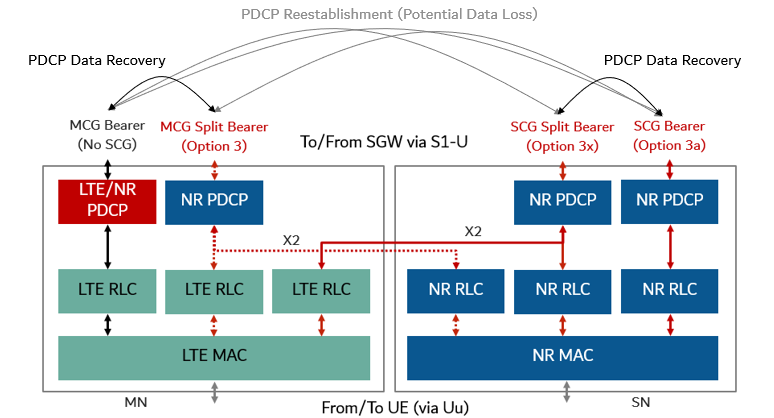 PDCP Reestablishment (Potential Data Loss)
PDCP Data Recovery
PDCP Data Recovery
MCG Bearer
(No SCG)
MCG Split Bearer
(Option 3)
To/From SGW via S1-U
SCG Split Bearer
(Option 3x)
SCG Bearer
(Option 3a)
LTE/NR
PDCP
NR PDCP
NR PDCP
NR PDCP
X2
X2
LTE RLC
LTE RLC
LTE RLC
NR RLC
NR RLC
NR RLC
LTE MAC
NR MAC
MN
From/To UE (via Uu)
SN